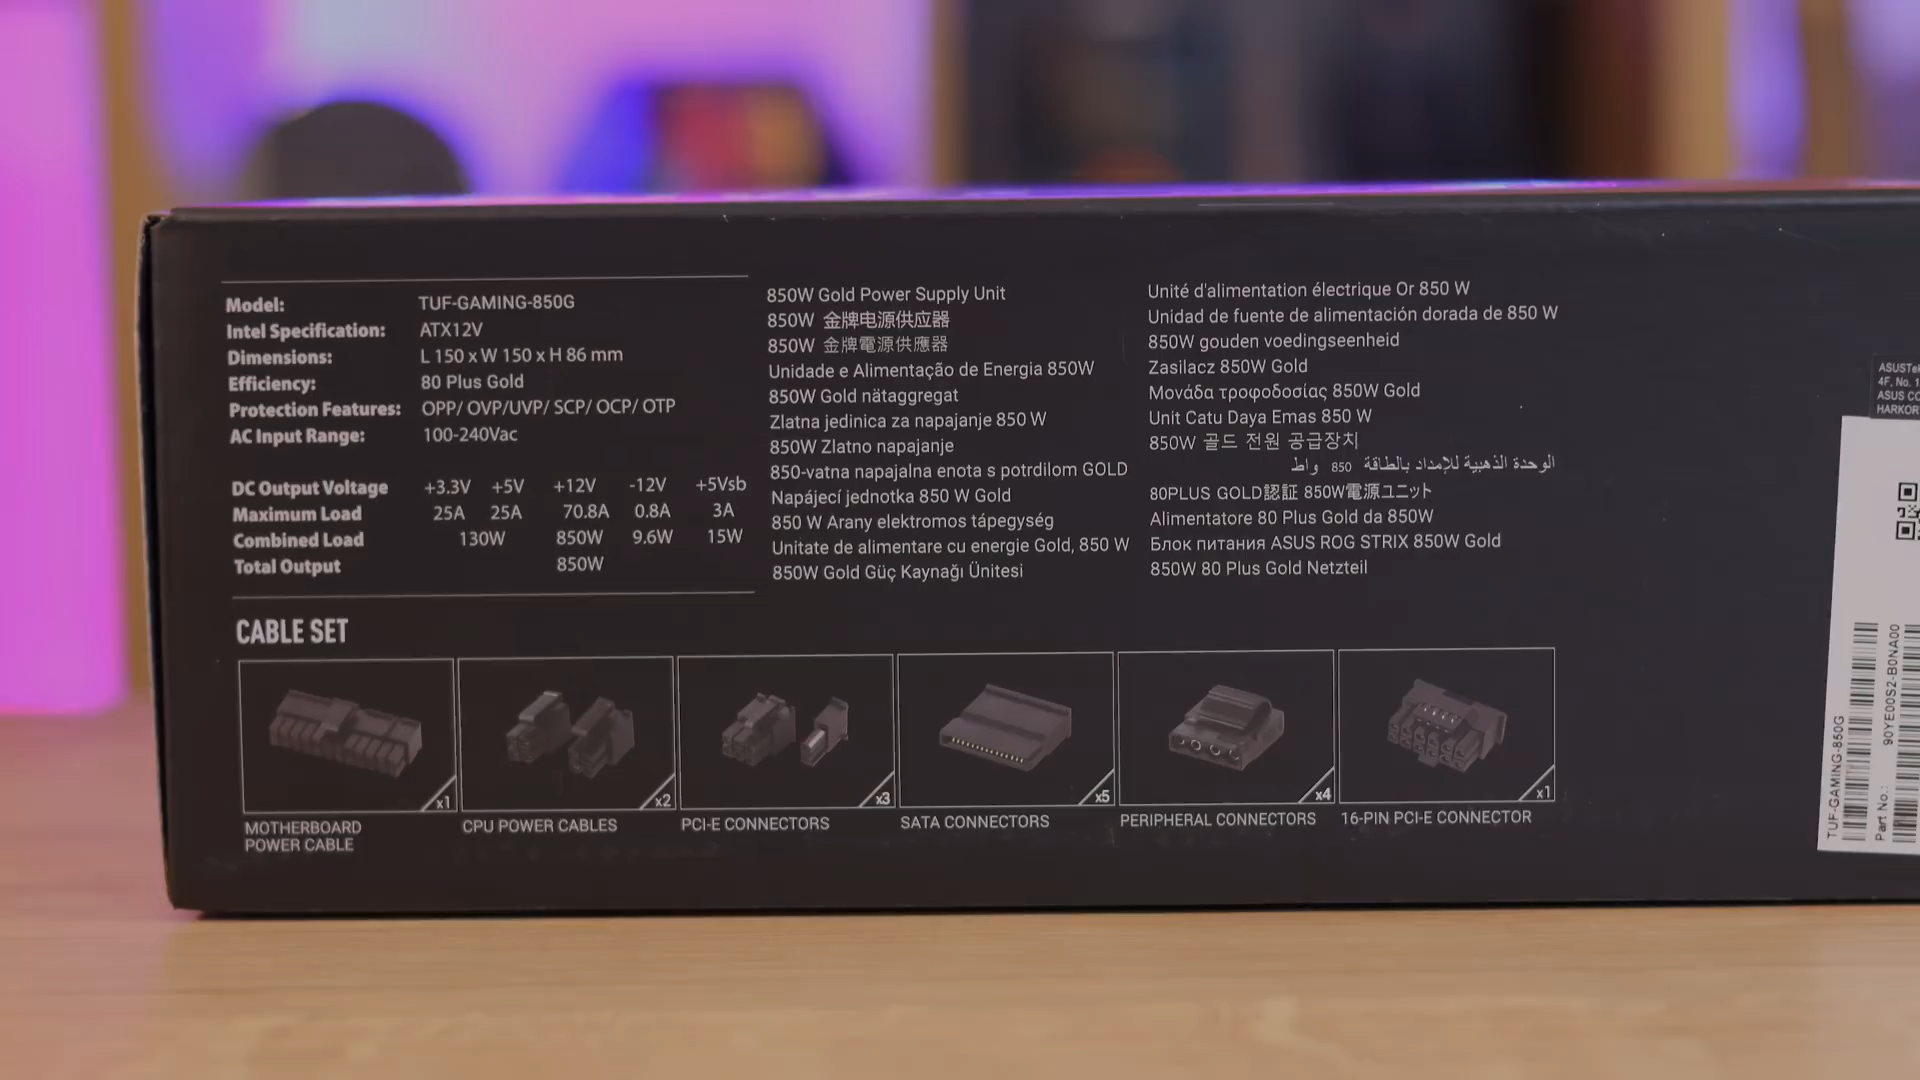 Model: TUF-GAMING-850G
Intel Specification: ATX12V
Dimensions: L 150 x W 150 x H 86 mm
Efficiency: 80 Plus Gold
Protection Features: OPP/ OVP/UVP/ SCP/ OCP/ OTP
AC Input Range: 100-240Vac
DC Output Voltage +3.3V +5V +12V -12V +5Vsb
Maximum Load 25A 25A 70.8A 0.8A 3A
Combined Load 130W 850W 9.6W 15W
Total Output 850W
850W Gold Power Supply Unit
850W 金牌电源供应器
850W 金牌電源供應器
Unidade e Alimentação de Energia 850W
850W Gold nätaggregat
Zlatna jedinica za napajanje 850 W
850W Zlatno napajanje
850-vatna napajalna enota s potrdilom GOLD
Napájecí jednotka 850 W Gold
850 W Arany elektromos tápegység
Unitate de alimentare cu energie Gold, 850 W
850W Gold Güç Kaynağı Ünitesi
Unité d'alimentation électrique Or 850 W
Unidad de fuente de alimentación dorada de 850 W
850W gouden voedingseenheid
Zasilacz 850W Gold
Μονάδα τροφοδοσίας 850W Gold
Unit Catu Daya Emas 850 W
850W 골드 전원 공급장치
الوحدة الذهبية للإمداد بالطاقة 850 واط
80PLUS GOLD認証 850W電源ユニット
Alimentatore 80 Plus Gold da 850W
Блок питания ASUS ROG STRIX 850W Gold
850W 80 Plus Gold Netzteil
CABLE SET
x1
x2
x3
x5
x4
x1
MOTHERBOARD
POWER CABLE
CPU POWER CABLES
PCI-E CONNECTORS
SATA CONNECTORS
PERIPHERAL CONNECTORS
16-PIN PCI-E CONNECTOR
4F, No.
TUF-GAMING-850G
Part No.: 90YE00S2-B0NA00